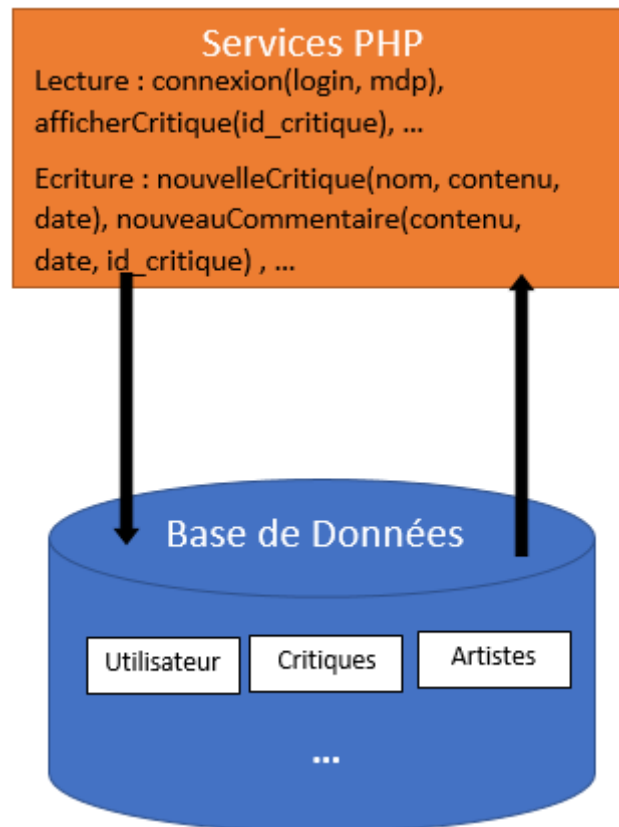 Services PHP
Lecture : connexion(login, mdp),
afficherCritique(id_critique), ...
Ecriture : nouvelleCritique(nom, contenu,
date), nouveauCommentaire(contenu,
date, id_critique) , ...
Base de Données
Utilisateur Critiques Artistes
...